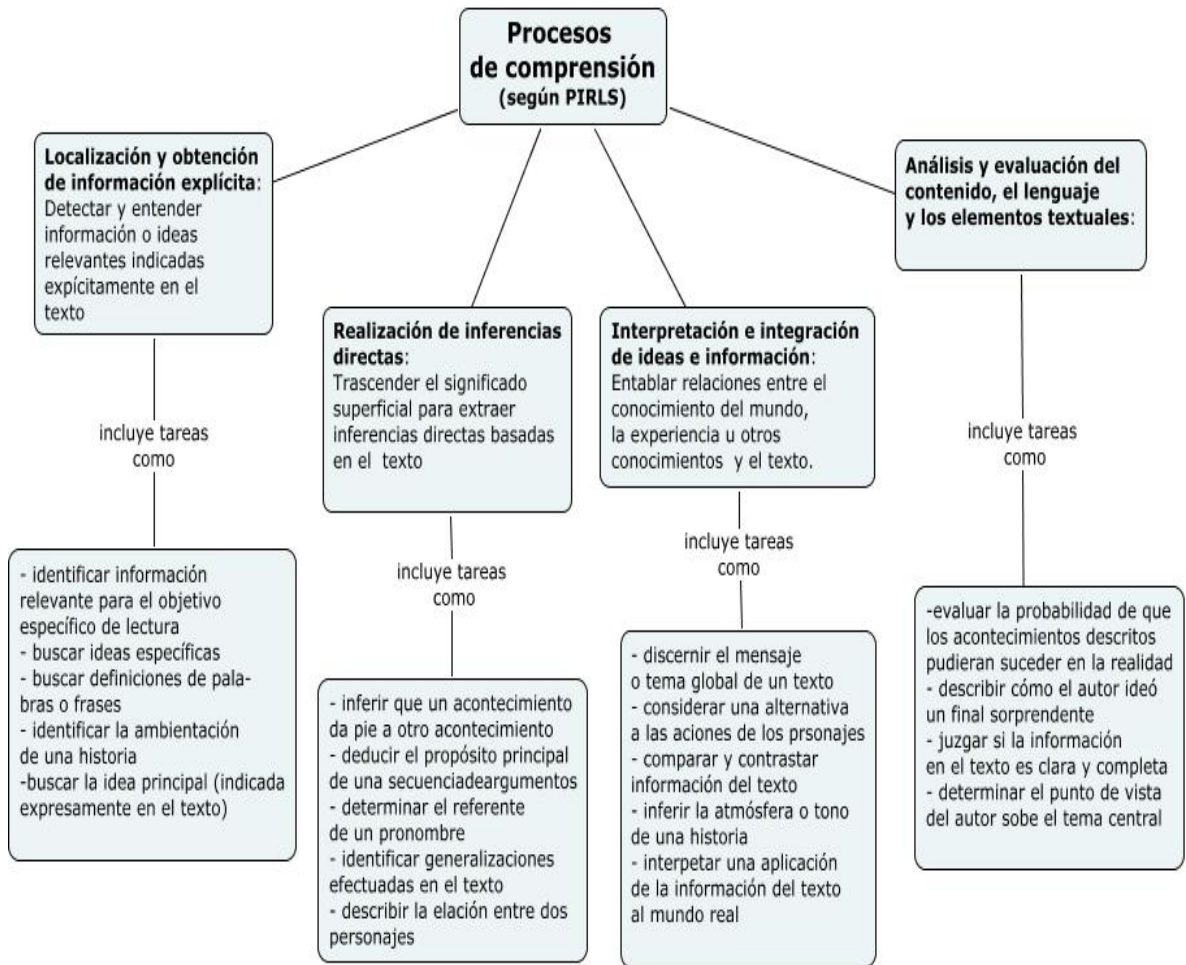 Procesos
de comprensión
(según PIRLS)
Localización y obtención
de información explícita:
Detectar y entender
información o ideas
relevantes indicadas
expícitamente en el
texto
incluye tareas
como
- identificar información
relevante para el objetivo
específico de lectura
- buscar ideas específicas
- buscar definiciones de pala-
bras o frases
- identificar la ambientación
de una historia
-buscar la idea principal (indicada
expresamente en el texto)
Realización de inferencias
directas:
Trascender el significado
superficial para extraer
inferencias directas basadas
en el texto
incluye tareas
como
- inferir que un acontecimiento
da pie a otro acontecimiento
- deducir el propósito principal
de una secuenciadeargumentos
- determinar el referente
de un pronombre
- identificar generalizaciones
efectuadas en el texto
- describir la elación entre dos
personajes
Interpretación e integración
de ideas e información:
Entablar relaciones entre el
conocimiento del mundo,
la experiencia u otros
conocimientos y el texto.
incluye tareas
como
- discernir el mensaje
o tema global de un texto
- considerar una alternativa
a las aciones de los prsonajes
- comparar y contrastar
información del texto
- inferir la atmósfera o tono
de una historia
- interpetar una aplicación
de la información del texto
al mundo real
Análisis y evaluación del
contenido, el lenguaje
y los elementos textuales:
incluye tareas
como
-evaluar la probabilidad de que
los acontecimientos descritos
pudieran suceder en la realidad
- describir cómo el autor ideó
un final sorprendente
- juzgar si la información
en el texto es clara y completa
- determinar el punto de vista
del autor sobe el tema central